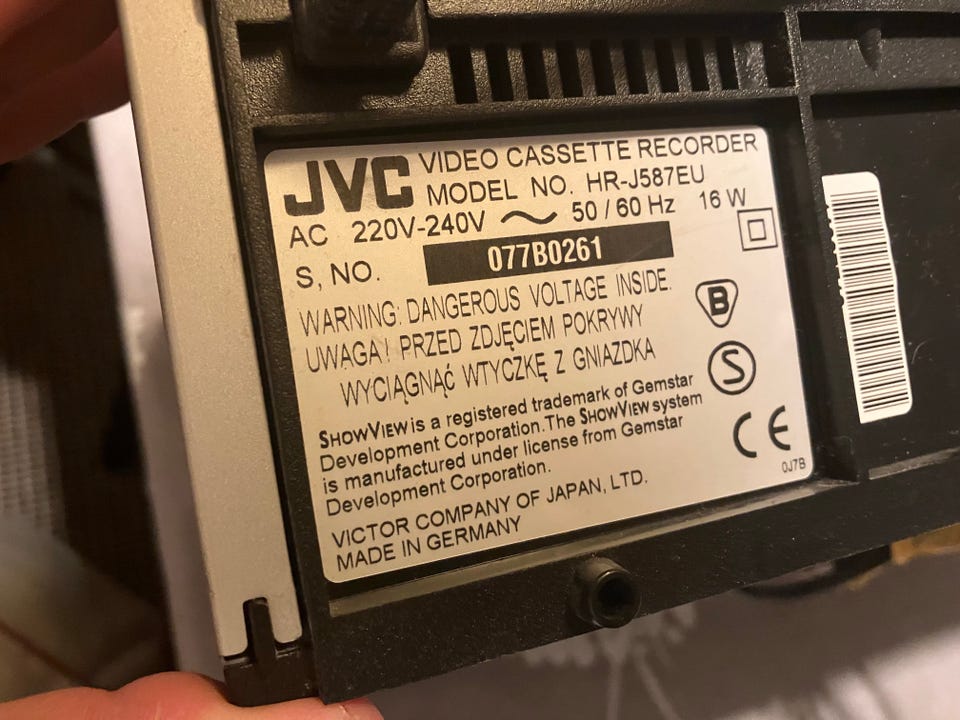 JVC VIDEO CASSETTE RECORDER
MODEL NO. HR-J587EU
AC 220V-240V ~ 50 / 60 Hz 16 W
S, NO. 077B0261
WARNING: DANGEROUS VOLTAGE INSIDE.
UWAGA! PRZED ZDJĘCIEM POKRYWY
WYCIĄGNĄĆ WTYCZKĘ Z GNIAZDKA
B
S
SHOWVIEW is a registered trademark of Gemstar
Development Corporation.The SHOWVIEW system
is manufactured under license from Gemstar
Development Corporation.
CE
VICTOR COMPANY OF JAPAN, LTD.
MADE IN GERMANY
0J7B